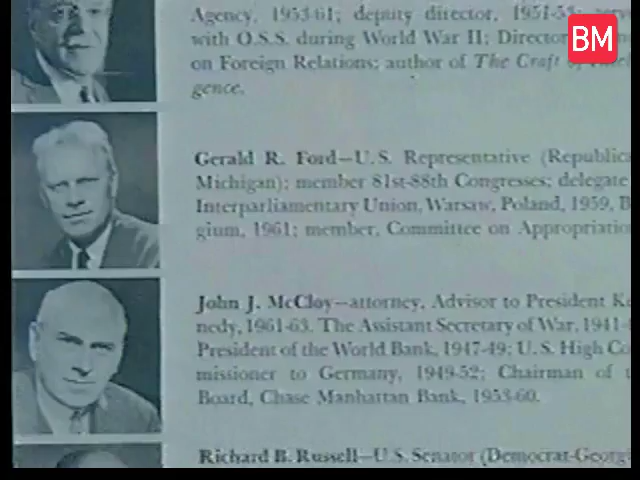 Agency, 1953-61; deputy director, 1951-53;
BM
with O.S.S. during World War II; Director
on Foreign Relations; author of The Craft of
gence.
Gerald R. Ford—U.S. Representative (Republica
Michigan); member 81st-88th Congresses; delegate
Interparliamentary Union, Warsaw, Poland, 1959, B
gium, 1961; member, Committee on Appropriation
John J. McCloy—attorney, Advisor to President Ke
nedy, 1961-63. The Assistant Secretary of War, 1941-
President of the World Bank, 1947-49; U.S. High Co
missioner to Germany, 1949-52; Chairman of t
Board, Chase Manhattan Bank, 1953-60.
Richard B. Russell—U.S. Senator (Democrat-Georgi